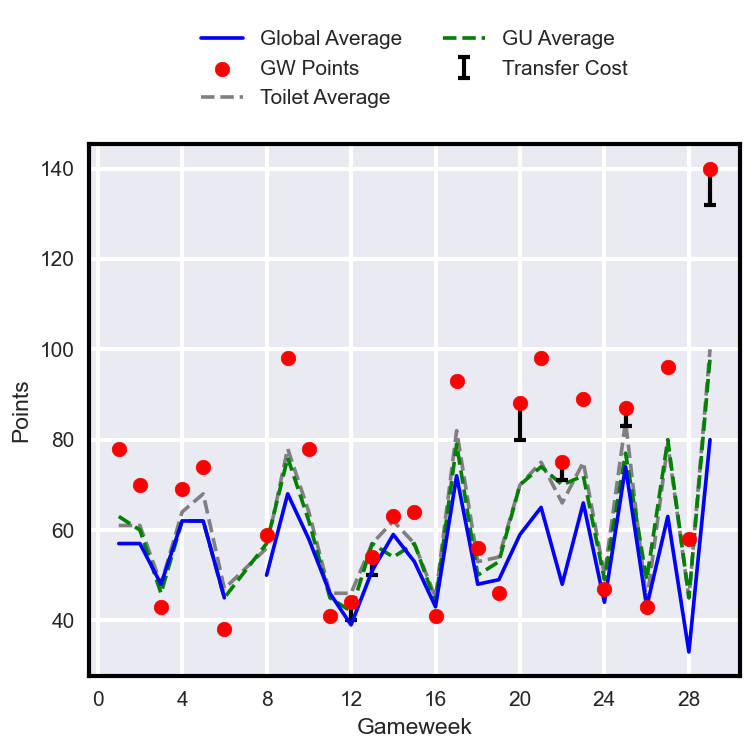 Global Average
GW Points
Toilet Average
GU Average
Transfer Cost
140
120
100
80
60
40
Points
0 4 8 12 16 20 24 28
Gameweek